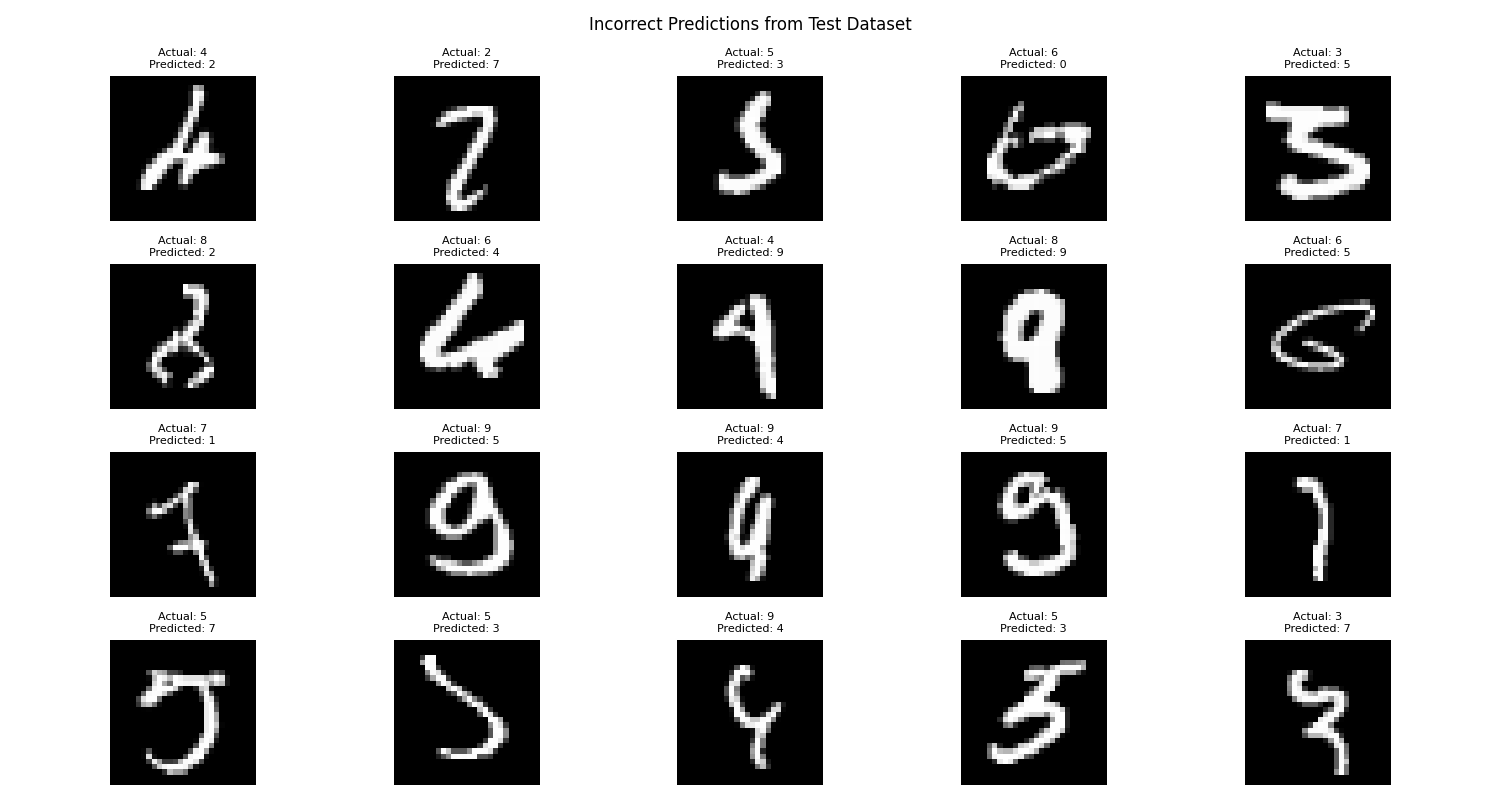 Incorrect Predictions from Test Dataset
Actual: 4
Predicted: 2
Actual: 2
Predicted: 7
Actual: 5
Predicted: 3
Actual: 6
Predicted: 0
Actual: 3
Predicted: 5
Actual: 8
Predicted: 2
Actual: 6
Predicted: 4
Actual: 4
Predicted: 9
Actual: 8
Predicted: 9
Actual: 6
Predicted: 5
Actual: 7
Predicted: 1
Actual: 9
Predicted: 5
Actual: 9
Predicted: 4
Actual: 9
Predicted: 5
Actual: 7
Predicted: 1
Actual: 5
Predicted: 7
Actual: 5
Predicted: 3
Actual: 9
Predicted: 4
Actual: 5
Predicted: 3
Actual: 3
Predicted: 7